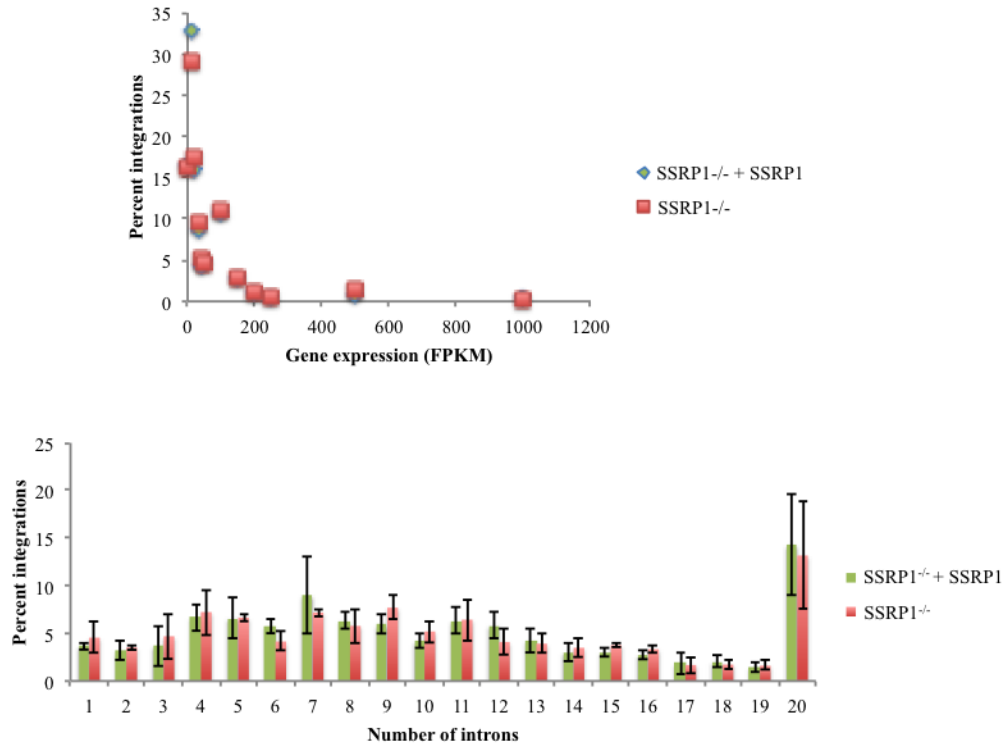 35
30
25
20
15
10
5
0
Percent integrations
0 200 400 600 800 1000 1200
Gene expression (FPKM)
SSRP1-/- + SSRP1
SSRP1-/-
25
20
15
10
5
0
Percent integrations
1 2 3 4 5 6 7 8 9 10 11 12 13 14 15 16 17 18 19 20
Number of introns
SSRP1-/- + SSRP1
SSRP1-/-